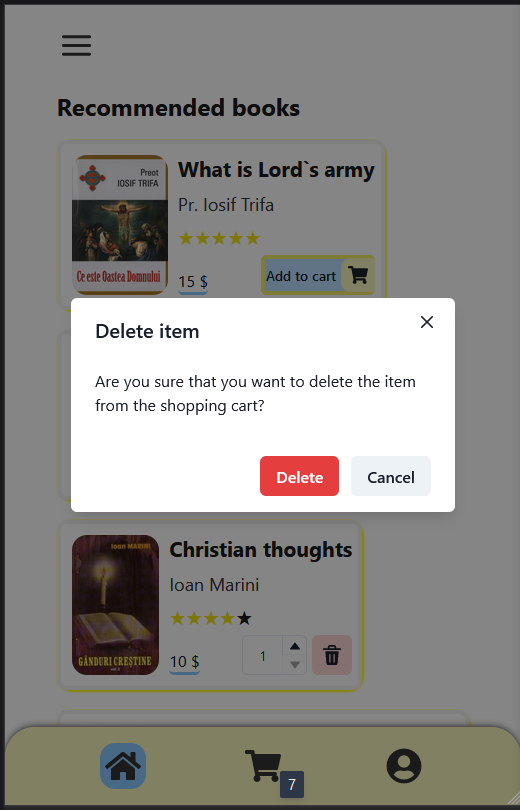 Recommended books
Preot
IOSIF TRIFA
Ce este Oastea Domnului
What is Lord`s army
Pr. Iosif Trifa
15 $
Add to cart
Delete item
Are you sure that you want to delete the item
from the shopping cart?
Delete
Cancel
IOAN MARINI
GÂNDURI CREȘTINE
Christian thoughts
Ioan Marini
10 $
1
7